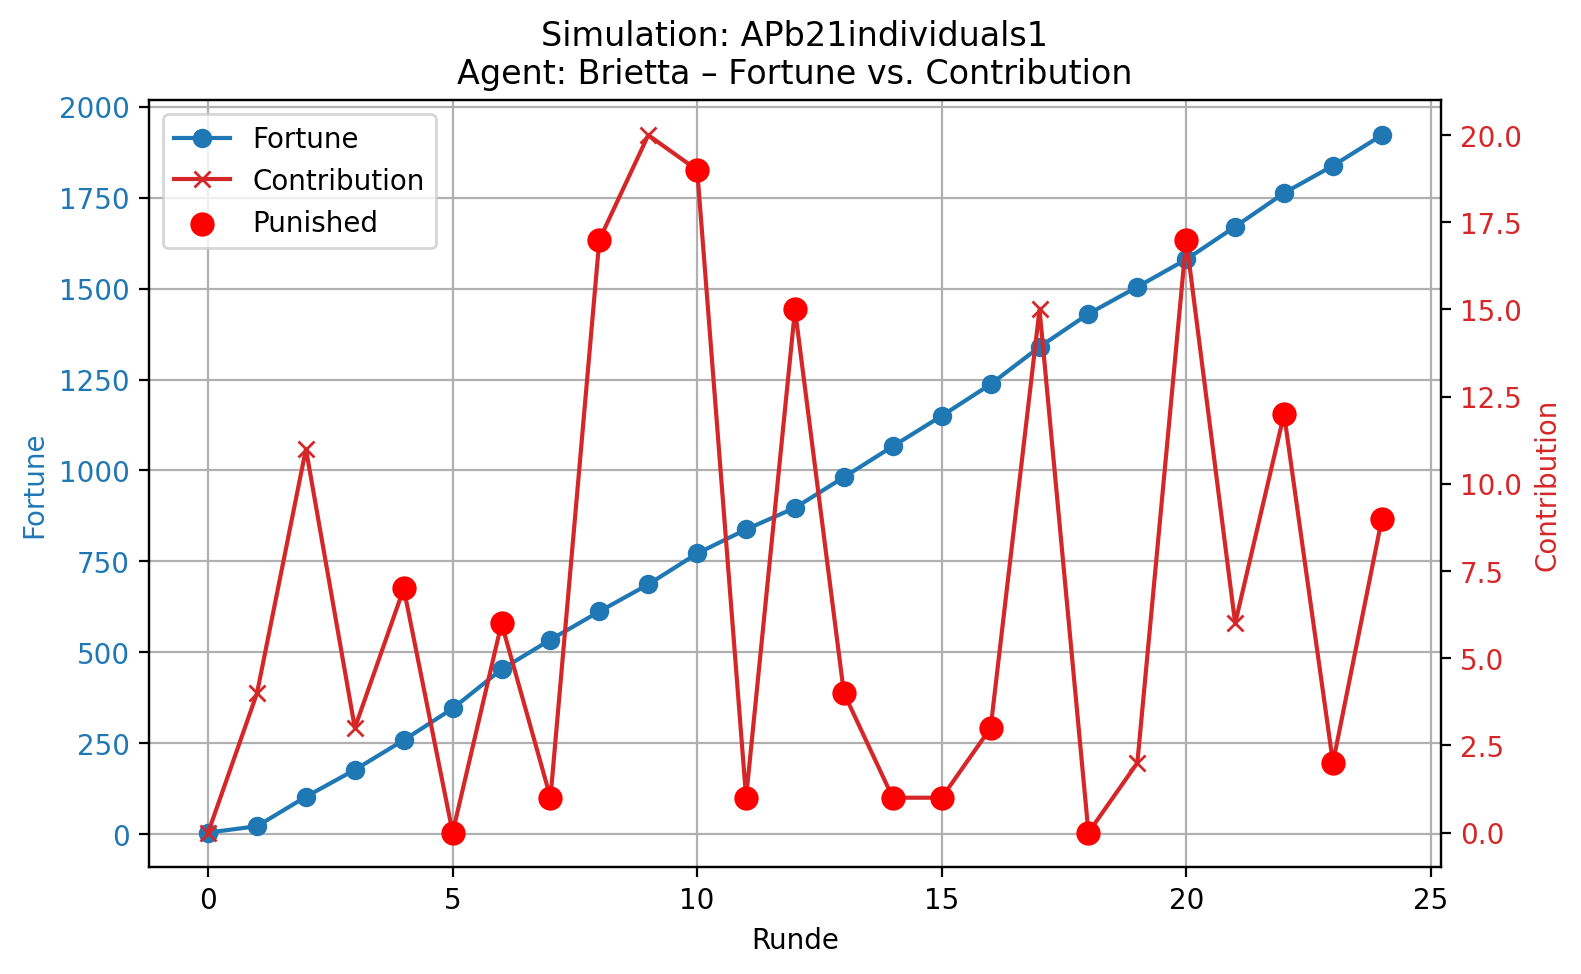 Simulation: APb21individuals1
Agent: Brietta – Fortune vs. Contribution
Fortune
Contribution
Punished
2000
1750
1500
1250
1000
750
500
250
0
Fortune
20.0
17.5
15.0
12.5
10.0
7.5
5.0
2.5
0.0
Contribution
0 5 10 15 20 25
Runde